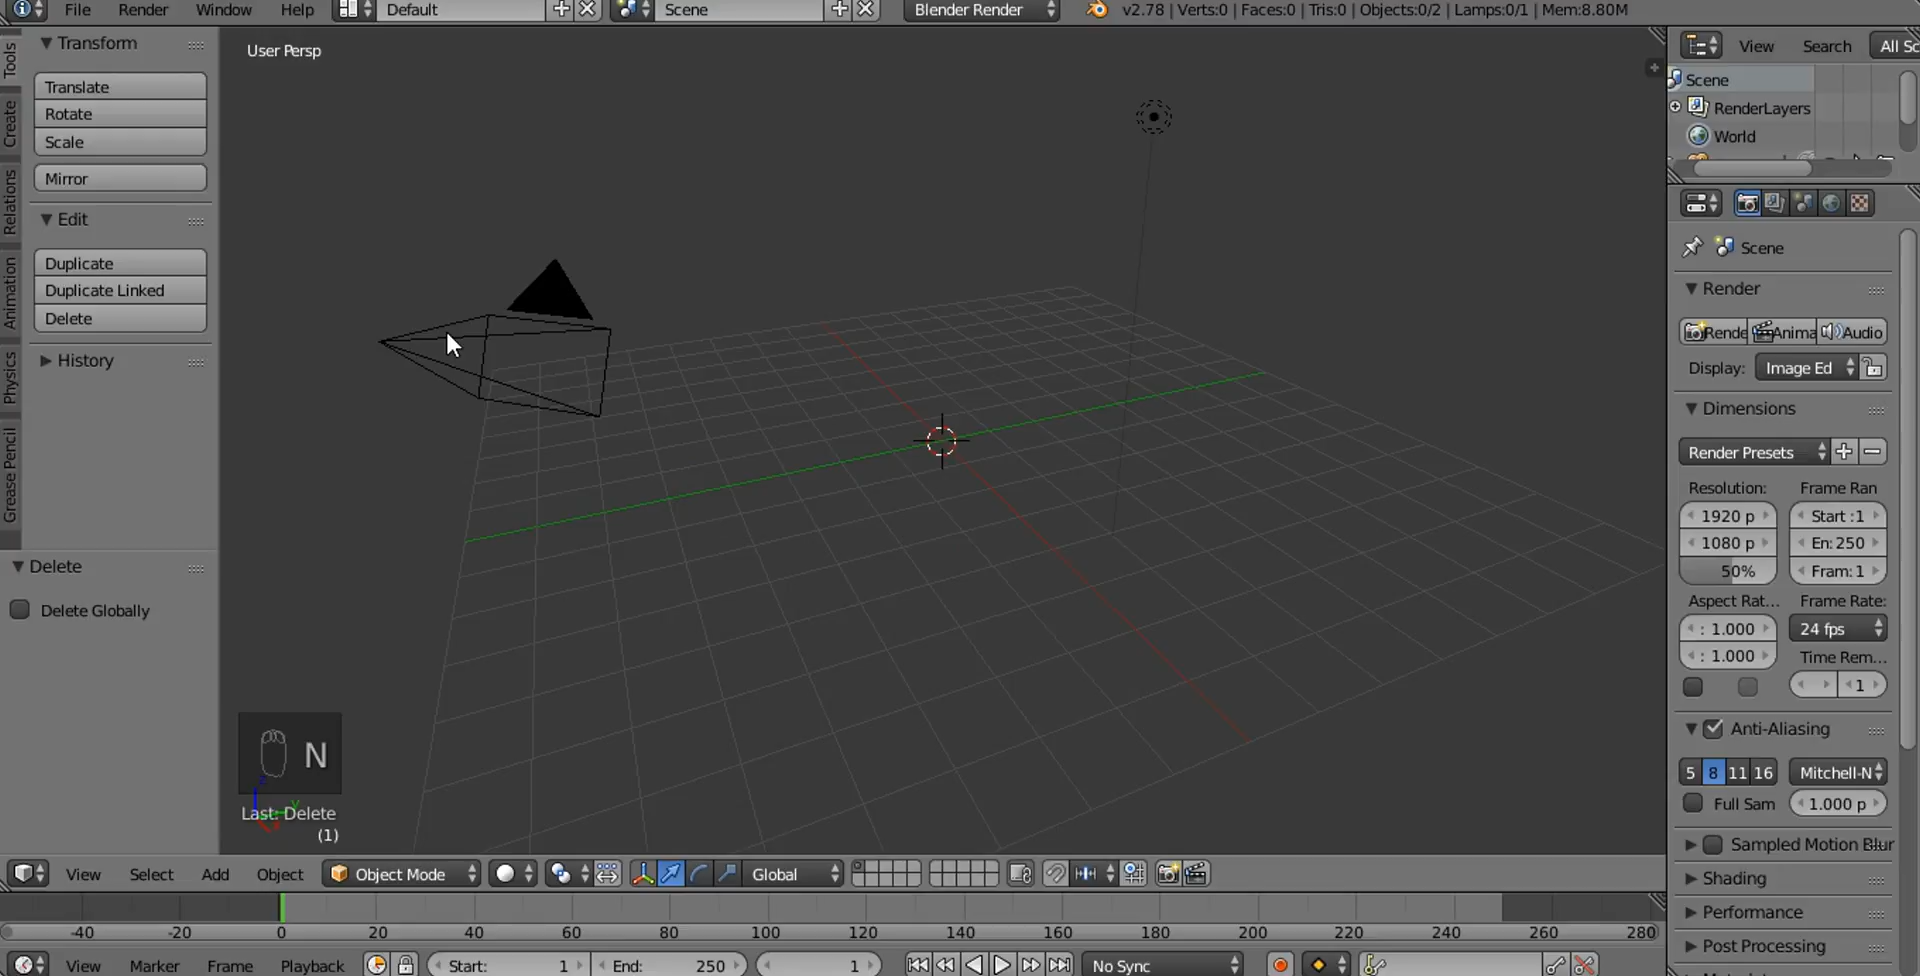 File Render Window Help Default Scene Blender Render v2.78 | Verts:0 | Faces:0 | Tris:0 | Objects:0/2 | Lamps:0/1 | Mem:8.80M
Tools
Create
Relations
Animation
Physics
Grease Pencil
Transform
Translate
Rotate
Scale
Mirror
Edit
Duplicate
Duplicate Linked
Delete
History
Delete
Delete Globally
User Persp
N
Last: Delete
(1)
View Search All Sc
Scene
RenderLayers
World
Scene
Render
Rende Anima Audio
Display: Image Ed
Dimensions
Render Presets
Resolution: Frame Ran
1920 p Start :1
1080 p En: 250
50% Fram: 1
Aspect Rat... Frame Rate:
: 1.000 24 fps
: 1.000 Time Rem...
1
Anti-Aliasing
5 8 11 16 Mitchell-N
Full Sam 1.000 p
Sampled Motion Blur
Shading
Performance
Post Processing
View Select Add Object Object Mode Global
-40 -20 0 20 40 60 80 100 120 140 160 180 200 220 240 260 280
View Marker Frame Playback Start: 1 End: 250 1 No Sync